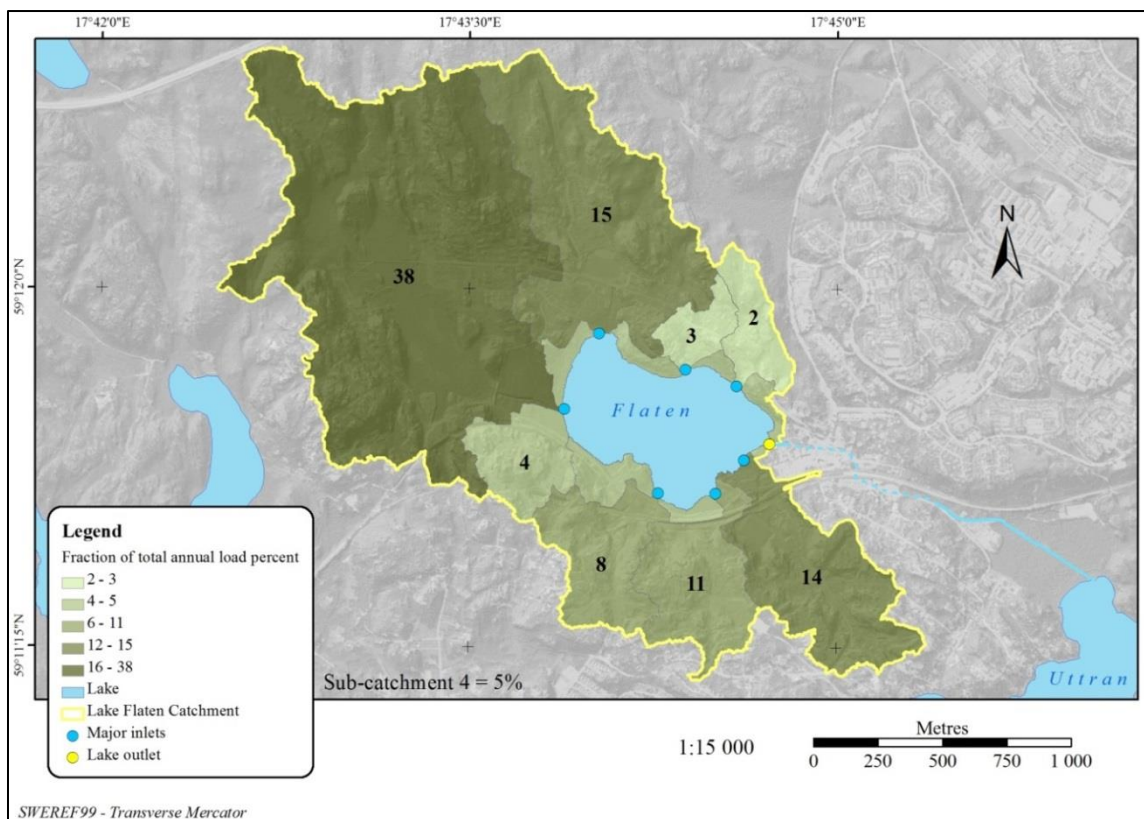 17°42'0"E 17°43'30"E 17°45'0"E
59°12'0"N
59°11'15"N
N
15
38
2
3
Flaten
4
8
11
14
Uttran
Sub-catchment 4 = 5%
Legend
Fraction of total annual load percent
2 - 3
4 - 5
6 - 11
12 - 15
16 - 38
Lake
Lake Flaten Catchment
Major inlets
Lake outlet
1:15 000
Metres
0 250 500 750 1 000
SWEREF99 - Transverse Mercator